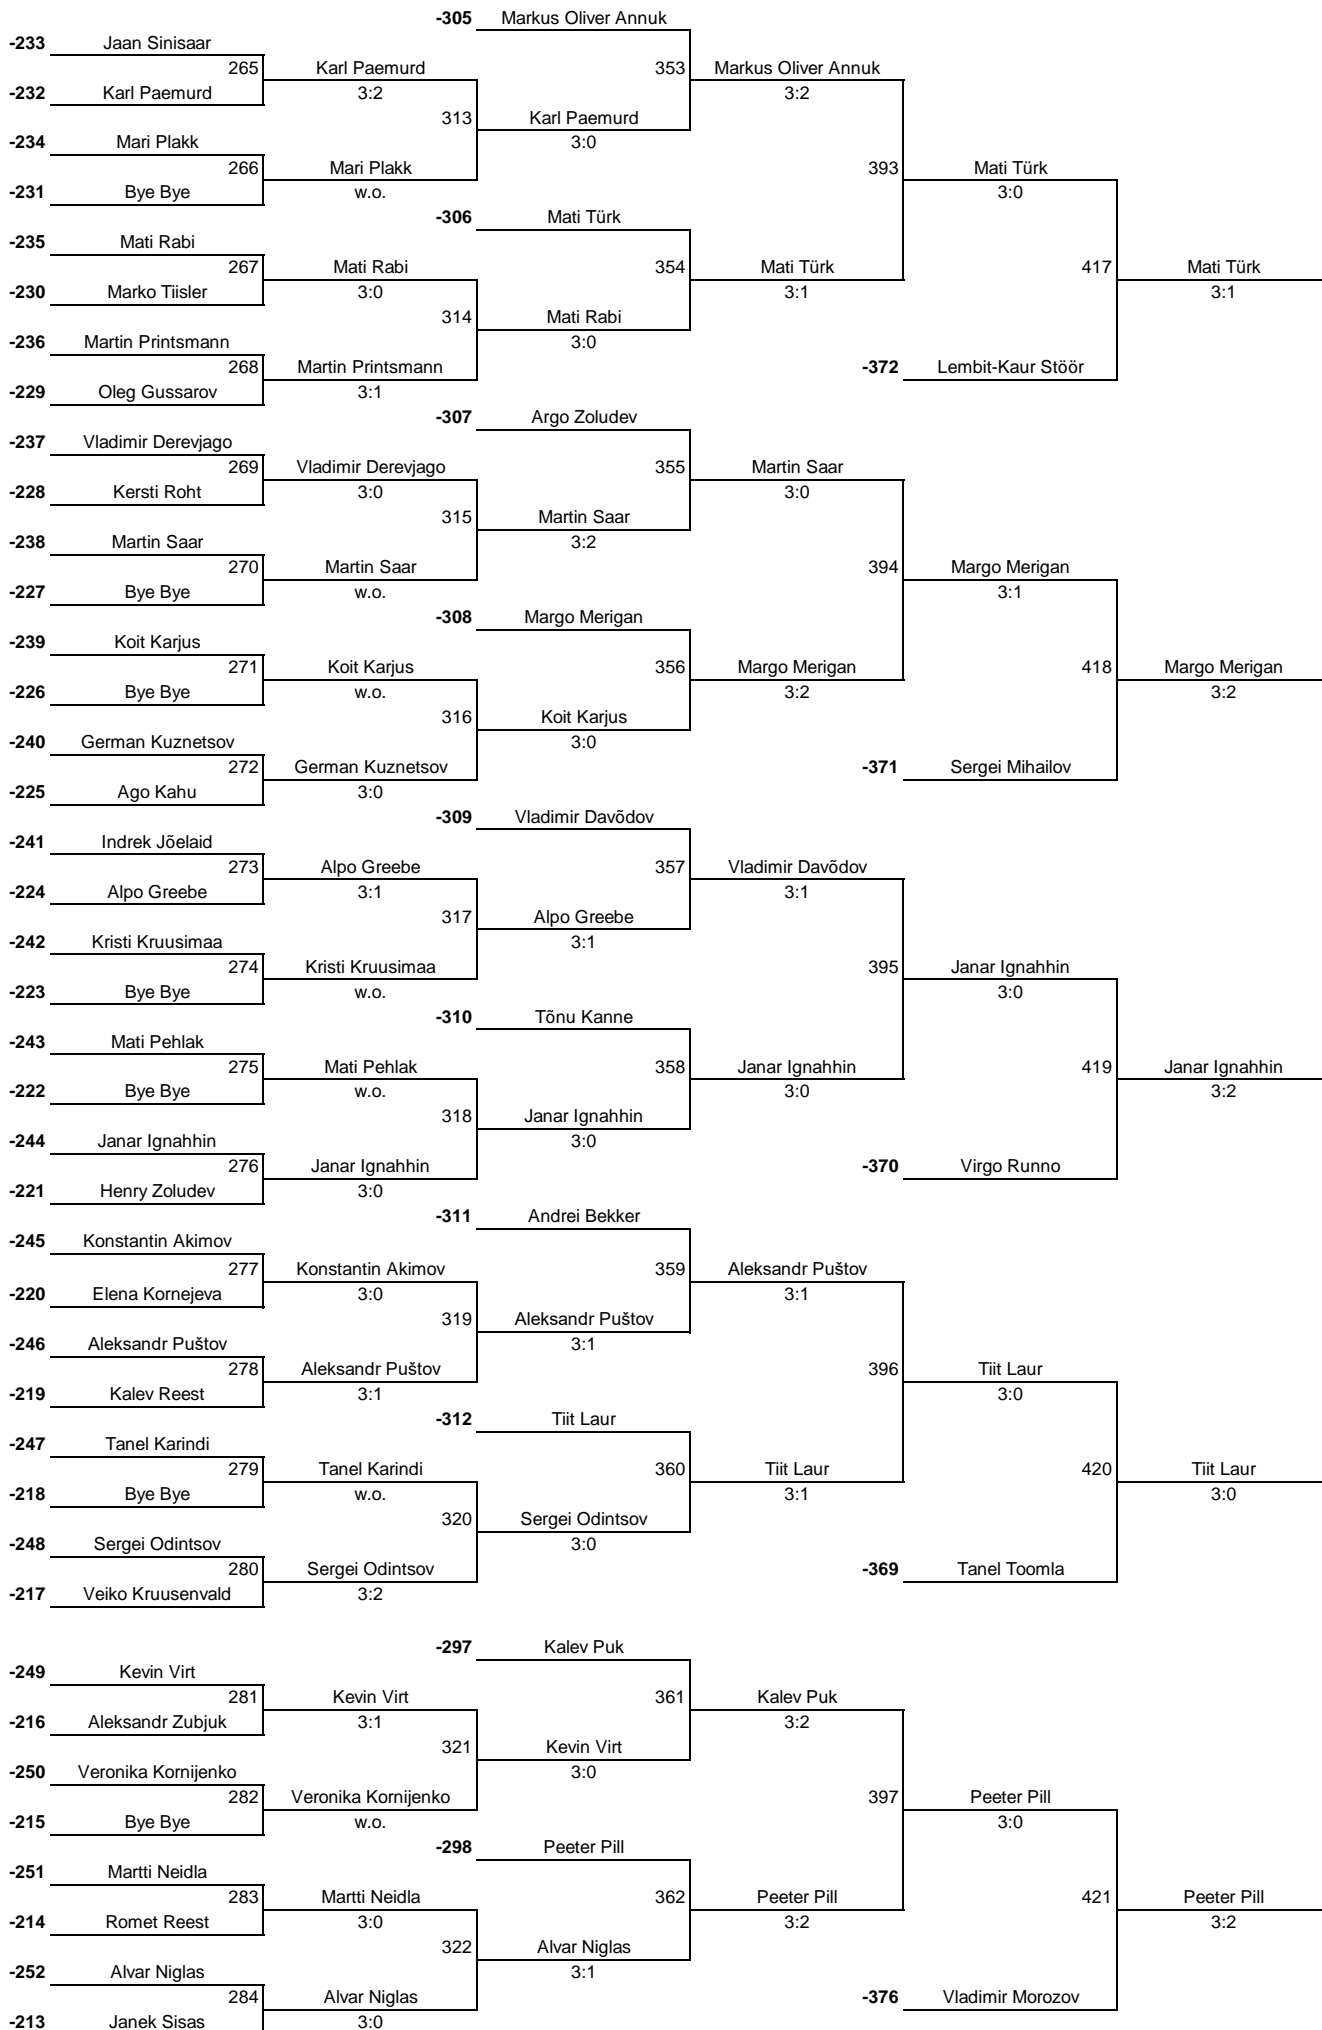 -305 Markus Oliver Annuk
-233 Jaan Sinisaar
265 Karl Paemurd 353 Markus Oliver Annuk
-232 Karl Paemurd 3:2 3:2
313 Karl Paemurd
-234 Mari Plakk 3:0
266 Mari Plakk 393 Mati Türk
-231 Bye Bye w.o. 3:0
-306 Mati Türk
-235 Mati Rabi
267 Mati Rabi 354 Mati Türk 417 Mati Türk
-230 Marko Tiisler 3:0 3:1 3:1
314 Mati Rabi
-236 Martin Printsmann 3:0
268 Martin Printsmann -372 Lembit-Kaur Stöör
-229 Oleg Gussarov 3:1
-307 Argo Zoludev
-237 Vladimir Derevjago
269 Vladimir Derevjago 355 Martin Saar
-228 Kersti Roht 3:0 3:0
315 Martin Saar
-238 Martin Saar 3:2
270 Martin Saar 394 Margo Merigan
-227 Bye Bye w.o. 3:1
-308 Margo Merigan
-239 Koit Karjus
271 Koit Karjus 356 Margo Merigan 418 Margo Merigan
-226 Bye Bye w.o. 3:2 3:2
316 Koit Karjus
-240 German Kuznetsov 3:0
272 German Kuznetsov -371 Sergei Mihailov
-225 Ago Kahu 3:0
-309 Vladimir Davõdov
-241 Indrek Jõelaid
273 Alpo Greebe 357 Vladimir Davõdov
-224 Alpo Greebe 3:1 3:1
317 Alpo Greebe
-242 Kristi Kruusimaa 3:1
274 Kristi Kruusimaa 395 Janar Ignahhin
-223 Bye Bye w.o. 3:0
-310 Tõnu Kanne
-243 Mati Pehlak
275 Mati Pehlak 358 Janar Ignahhin 419 Janar Ignahhin
-222 Bye Bye w.o. 3:0 3:2
318 Janar Ignahhin
-244 Janar Ignahhin 3:0
276 Janar Ignahhin -370 Virgo Runno
-221 Henry Zoludev 3:0
-311 Andrei Bekker
-245 Konstantin Akimov
277 Konstantin Akimov 359 Aleksandr Puštov
-220 Elena Kornejeva 3:0 3:1
319 Aleksandr Puštov
-246 Aleksandr Puštov 3:1
278 Aleksandr Puštov 396 Tiit Laur
-219 Kalev Reest 3:1 3:0
-312 Tiit Laur
-247 Tanel Karindi
279 Tanel Karindi 360 Tiit Laur 420 Tiit Laur
-218 Bye Bye w.o. 3:1 3:0
320 Sergei Odintsov
-248 Sergei Odintsov 3:0
280 Sergei Odintsov -369 Tanel Toomla
-217 Veiko Kruusenvald 3:2
-297 Kalev Puk
-249 Kevin Virt
281 Kevin Virt 361 Kalev Puk
-216 Aleksandr Zubjuk 3:1 3:2
321 Kevin Virt
-250 Veronika Kornijenko 3:0
282 Veronika Kornijenko 397 Peeter Pill
-215 Bye Bye w.o. 3:0
-298 Peeter Pill
-251 Martti Neidla
283 Martti Neidla 362 Peeter Pill 421 Peeter Pill
-214 Romet Reest 3:0 3:2 3:2
322 Alvar Niglas
-252 Alvar Niglas 3:1
284 Alvar Niglas -376 Vladimir Morozov
-213 Janek Sisas 3:0